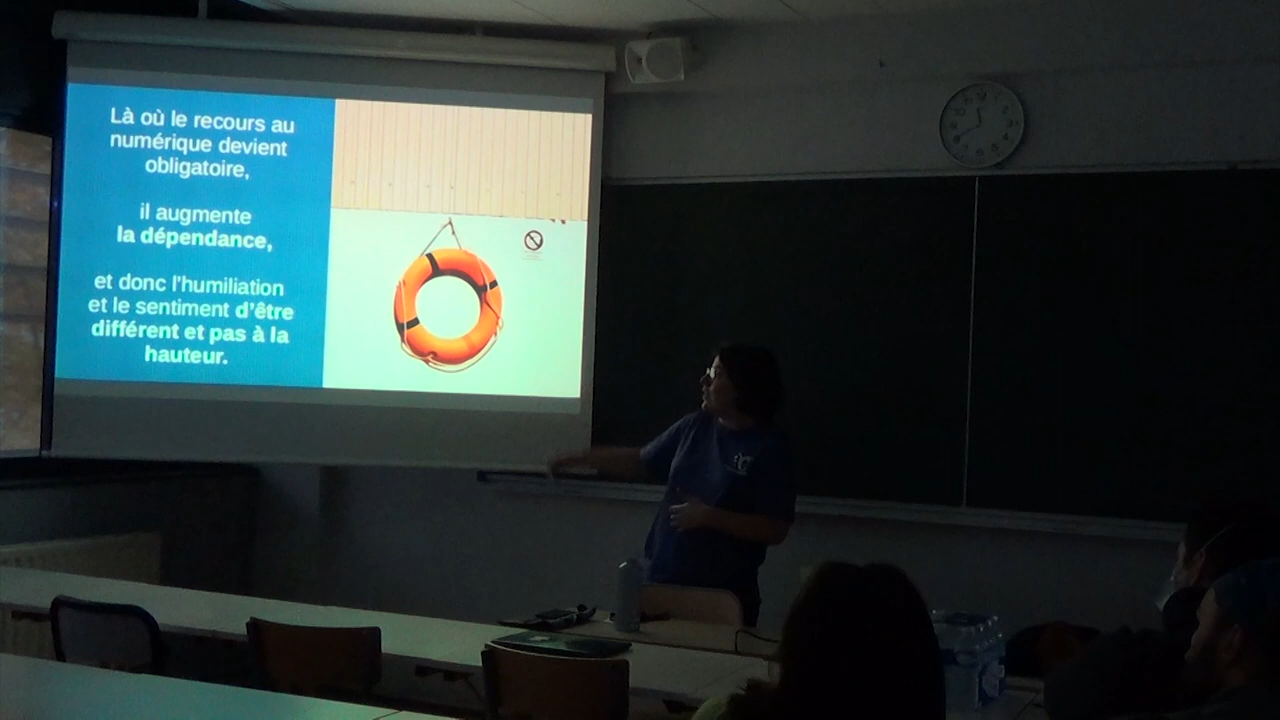 Là où le recours au
numérique devient
obligatoire,
il augmente
la dépendance,
et donc l'humiliation
et le sentiment d'être
différent et pas à la
hauteur.